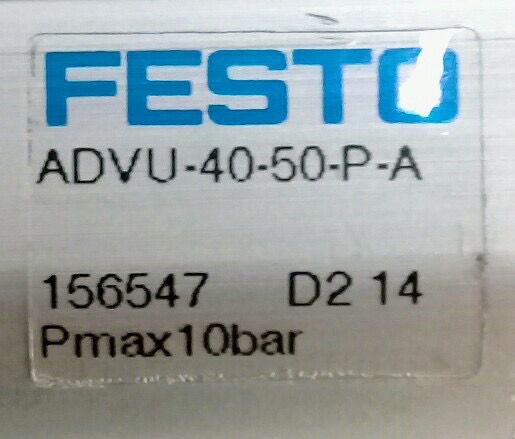 FESTO
ADVU-40-50-P-A
156547 D2 14
Pmax10bar